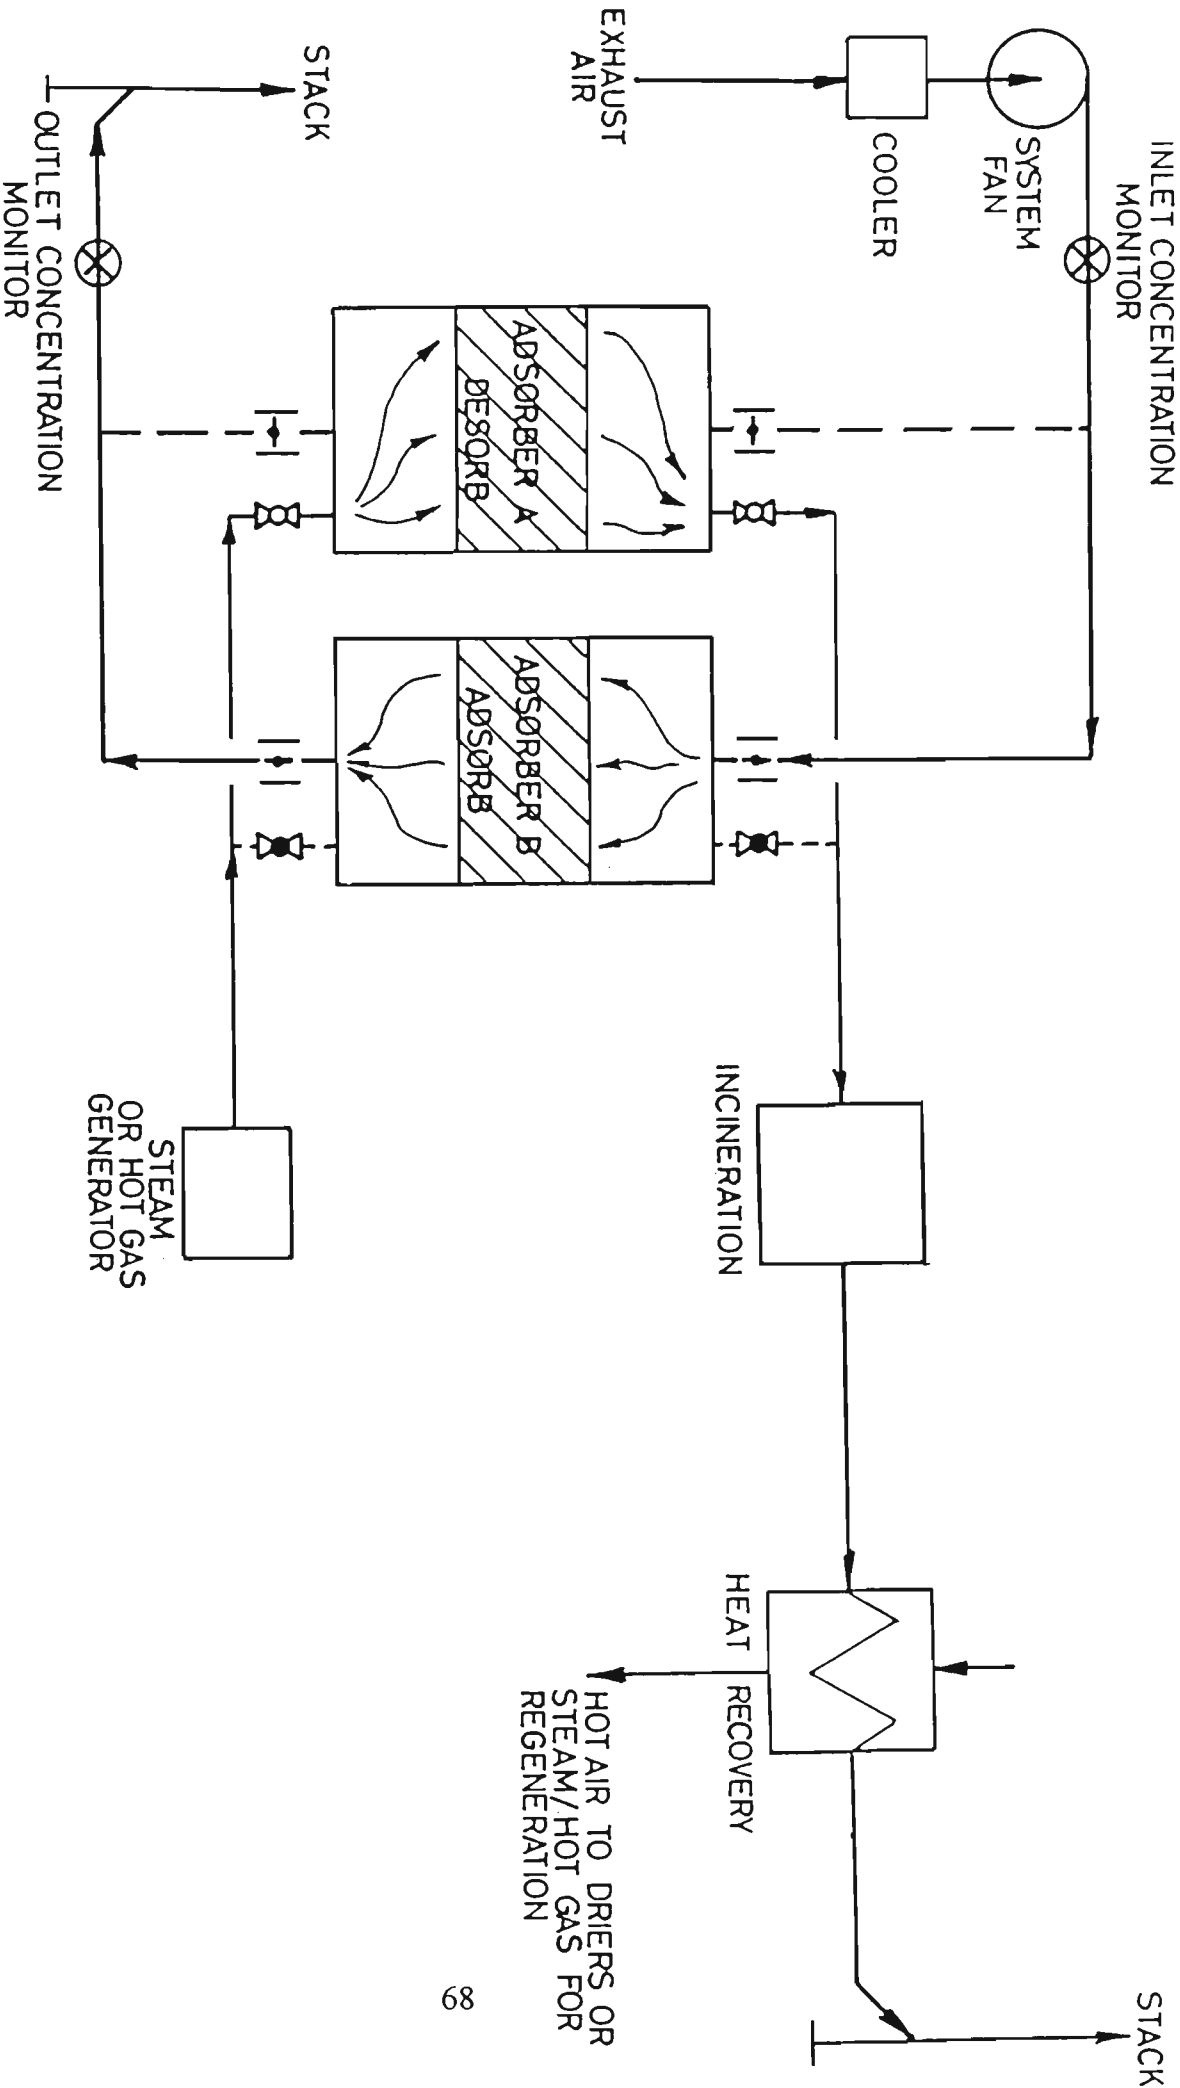 INLET CONCENTRATION
MONITOR
SYSTEM
FAN
COOLER
EXHAUST
AIR
STACK
OUTLET CONCENTRATION
MONITOR
ADSORBER A
DESORB
ADSORBER B
ADSORB
STEAM
OR HOT GAS
GENERATOR
INCINERATION
HEAT RECOVERY
HOT AIR TO DRIERS OR
STEAM/HOT GAS FOR
REGENERATION
STACK
68